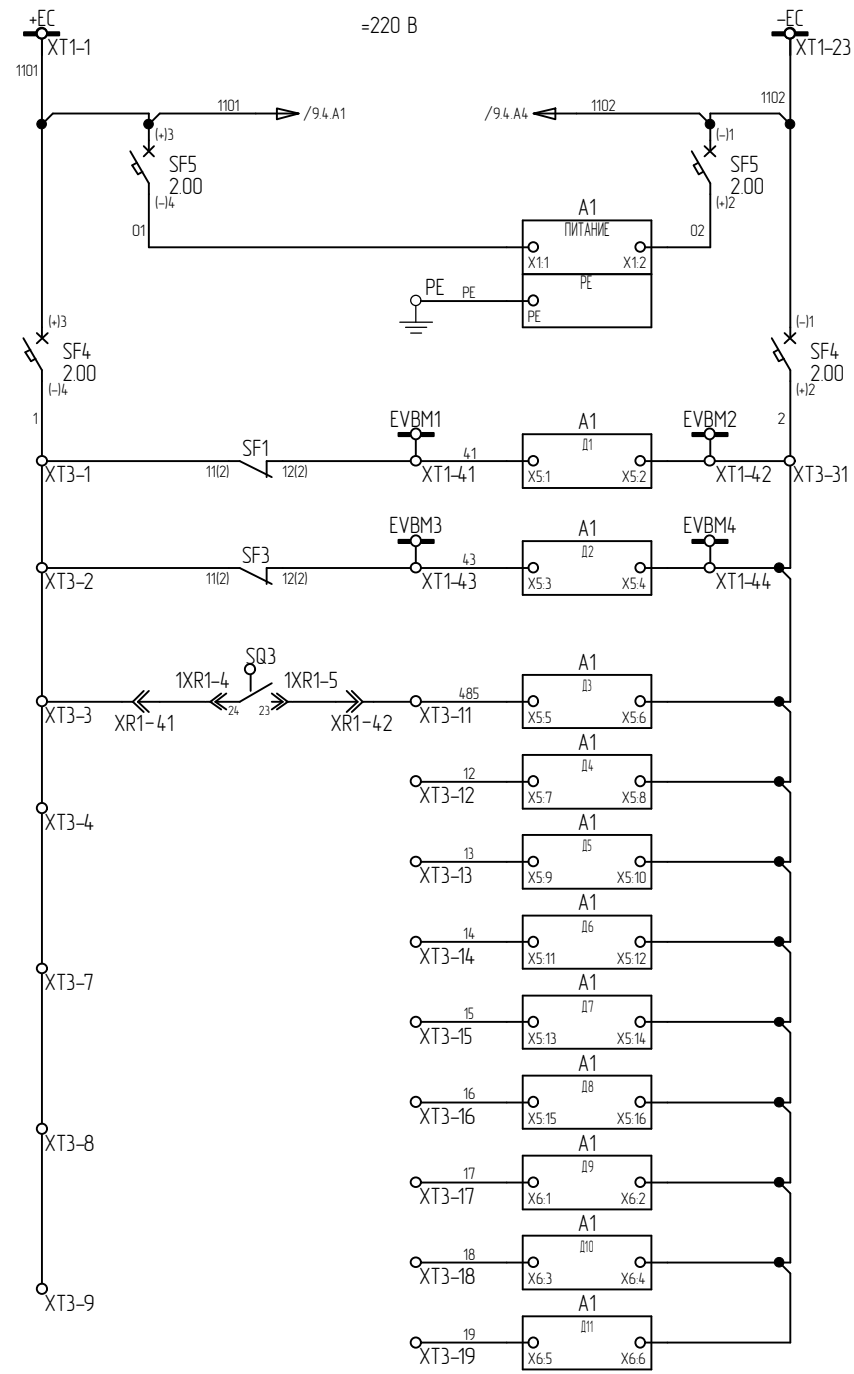 +ЕС
=220 В
–ЕС
XT1–1
XT1–23
1101
1102
1101
/9.4.A1
/9.4.A4
1102
(+)3
(–)1
SF5
2.00
SF5
2.00
(–)4
(+)2
01
02
A1
ПИТАНИЕ
X1:1
X1:2
PE
PE
PE
PE
(+)3
(–)1
SF4
2.00
SF4
2.00
(–)4
(+)2
1
2
EVBM1
A1
EVBM2
SF1
41
Д1
XT3–1
11(2)
12(2)
XT1–41
X5:1
X5:2
XT1–42
XT3–31
EVBM3
A1
EVBM4
SF3
43
Д2
XT3–2
11(2)
12(2)
XT1–43
X5:3
X5:4
XT1–44
SQ3
A1
1XR1–4
1XR1–5
485
Д3
XT3–3
XR1–41
24
23
XR1–42
XT3–11
X5:5
X5:6
A1
12
Д4
XT3–12
X5:7
X5:8
XT3–4
A1
13
Д5
XT3–13
X5:9
X5:10
A1
14
Д6
XT3–14
X5:11
X5:12
XT3–7
A1
15
Д7
XT3–15
X5:13
X5:14
A1
16
Д8
XT3–16
X5:15
X5:16
XT3–8
A1
17
Д9
XT3–17
X6:1
X6:2
A1
18
Д10
XT3–18
X6:3
X6:4
XT3–9
A1
19
Д11
XT3–19
X6:5
X6:6